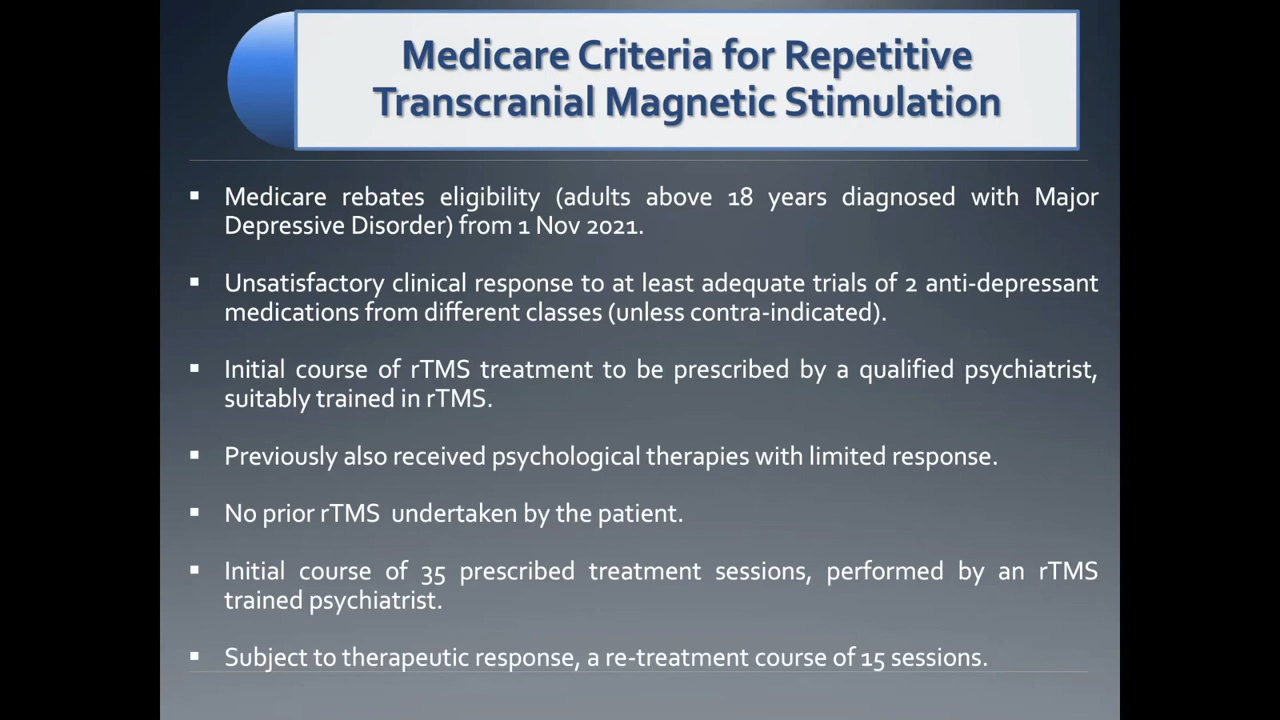 Medicare Criteria for Repetitive
Transcranial Magnetic Stimulation
▪ Medicare rebates eligibility (adults above 18 years diagnosed with Major
Depressive Disorder) from 1 Nov 2021.
▪ Unsatisfactory clinical response to at least adequate trials of 2 anti-depressant
medications from different classes (unless contra-indicated).
▪ Initial course of rTMS treatment to be prescribed by a qualified psychiatrist,
suitably trained in rTMS.
▪ Previously also received psychological therapies with limited response.
▪ No prior rTMS undertaken by the patient.
▪ Initial course of 35 prescribed treatment sessions, performed by an rTMS
trained psychiatrist.
▪ Subject to therapeutic response, a re-treatment course of 15 sessions.